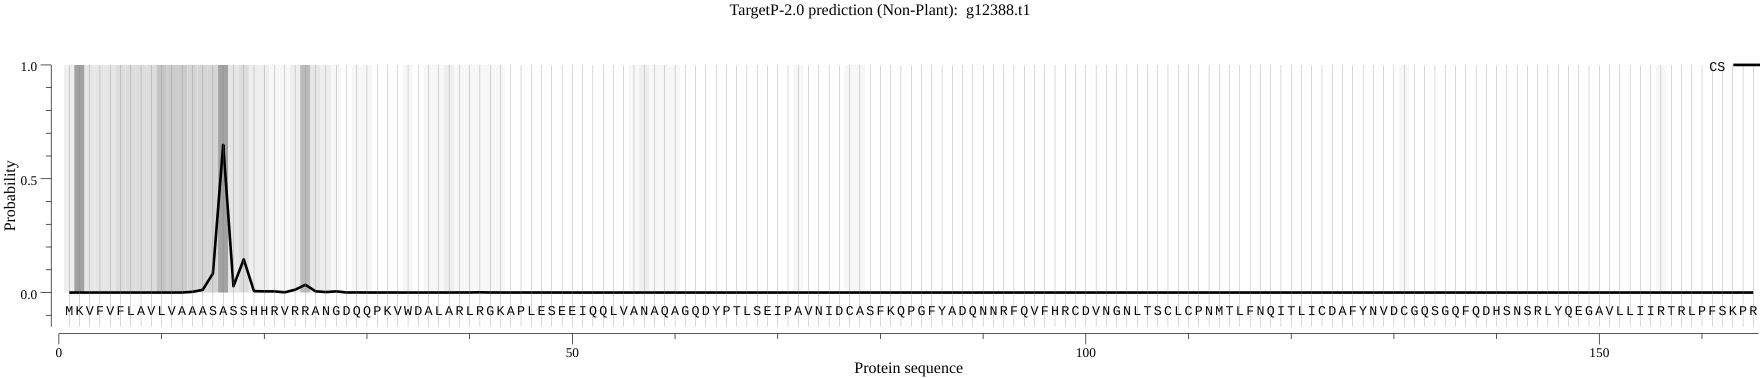 TargetP-2.0 prediction (Non-Plant): g12388.t1
1.0
CS
0.5
Probability
0.0
MKVFVFLAVLVAAASASSHHRVRRANGDQQPKVWDALARLRGKAPLESEEIQQLVANAQAGQDYPTLSEIPAVNIDCASFKQPGFYADQNNRFQVFHRCDVNGNLTSCLCPNMTLFNQITLICDAFYNVDCGQSGQFQDHSNSRLYQEGAVLLIIRTRLPFSKPR
0 50 100 150
Protein sequence